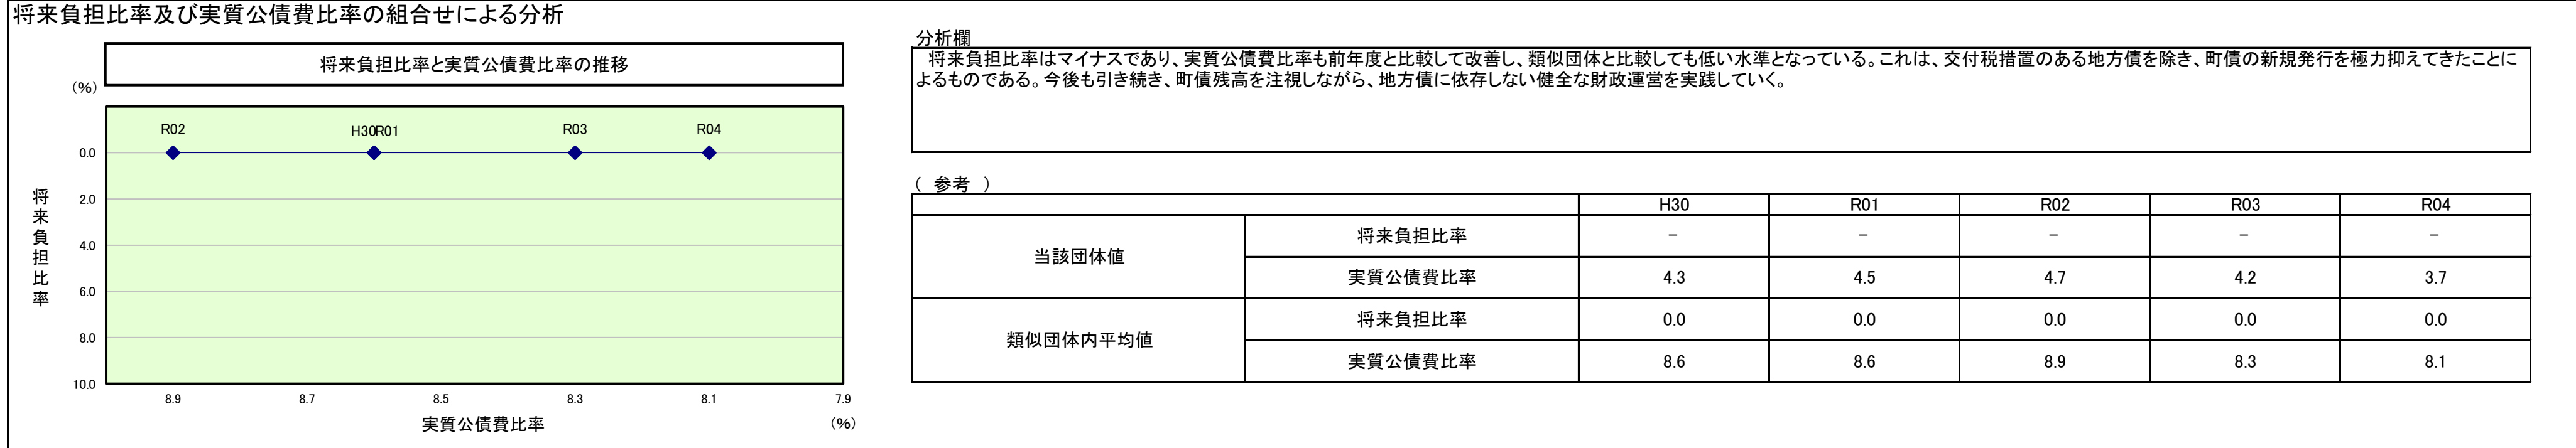 将来負担比率及び実質公債費比率の組合せによる分析
将来負担比率と実質公債費比率の推移
(%)
R02
H30R01
R03
R04
0.0
2.0
4.0
6.0
8.0
10.0
将来負担比率
8.9
8.7
8.5
8.3
8.1
7.9
実質公債費比率
(%)
分析欄
将来負担比率はマイナスであり、実質公債費比率も前年度と比較して改善し、類似団体と比較しても低い水準となっている。これは、交付税措置のある地方債を除き、町債の新規発行を極力抑えてきたことに
よるものである。今後も引き続き、町債残高を注視しながら、地方債に依存しない健全な財政運営を実践していく。
( 参考 )
H30 R01 R02 R03 R04
当該団体値
将来負担比率 － － － － －
実質公債費比率 4.3 4.5 4.7 4.2 3.7
類似団体内平均値
将来負担比率 0.0 0.0 0.0 0.0 0.0
実質公債費比率 8.6 8.6 8.9 8.3 8.1